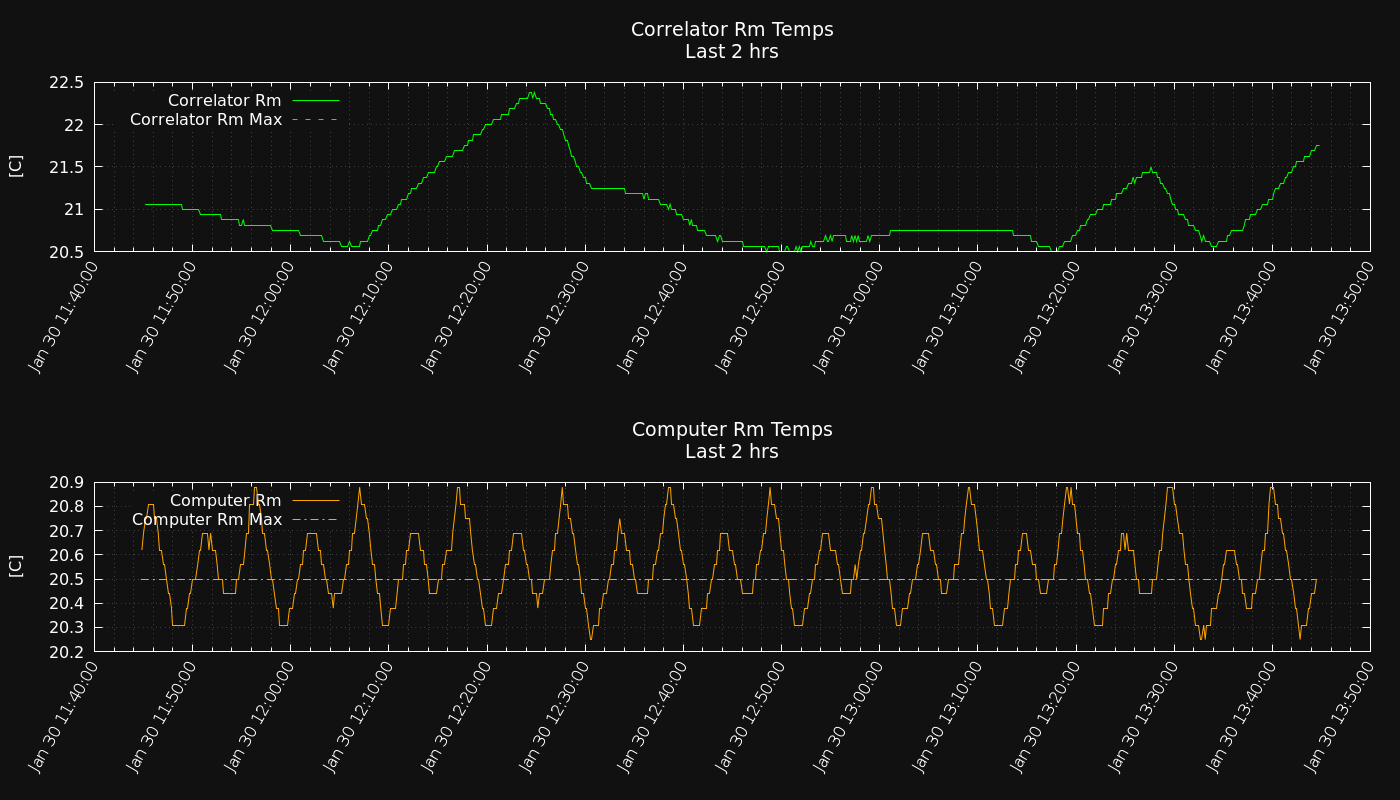 Correlator Rm Temps
Last 2 hrs
22.5
22
21.5
21
20.5
[C]
Correlator Rm
Correlator Rm Max
Jan 30 11:40:00
Jan 30 11:50:00
Jan 30 12:00:00
Jan 30 12:10:00
Jan 30 12:20:00
Jan 30 12:30:00
Jan 30 12:40:00
Jan 30 12:50:00
Jan 30 13:00:00
Jan 30 13:10:00
Jan 30 13:20:00
Jan 30 13:30:00
Jan 30 13:40:00
Jan 30 13:50:00
Computer Rm Temps
Last 2 hrs
20.9
20.8
20.7
20.6
20.5
20.4
20.3
20.2
[C]
Computer Rm
Computer Rm Max
Jan 30 11:40:00
Jan 30 11:50:00
Jan 30 12:00:00
Jan 30 12:10:00
Jan 30 12:20:00
Jan 30 12:30:00
Jan 30 12:40:00
Jan 30 12:50:00
Jan 30 13:00:00
Jan 30 13:10:00
Jan 30 13:20:00
Jan 30 13:30:00
Jan 30 13:40:00
Jan 30 13:50:00